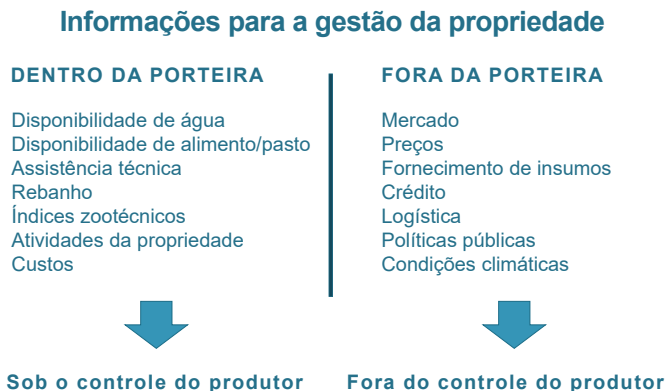 Informações para a gestão da propriedade
DENTRO DA PORTEIRA
Disponibilidade de água
Disponibilidade de alimento/pasto
Assistência técnica
Rebanho
Índices zootécnicos
Atividades da propriedade
Custos
Sob o controle do produtor
FORA DA PORTEIRA
Mercado
Preços
Fornecimento de insumos
Crédito
Logística
Políticas públicas
Condições climáticas
Fora do controle do produtor